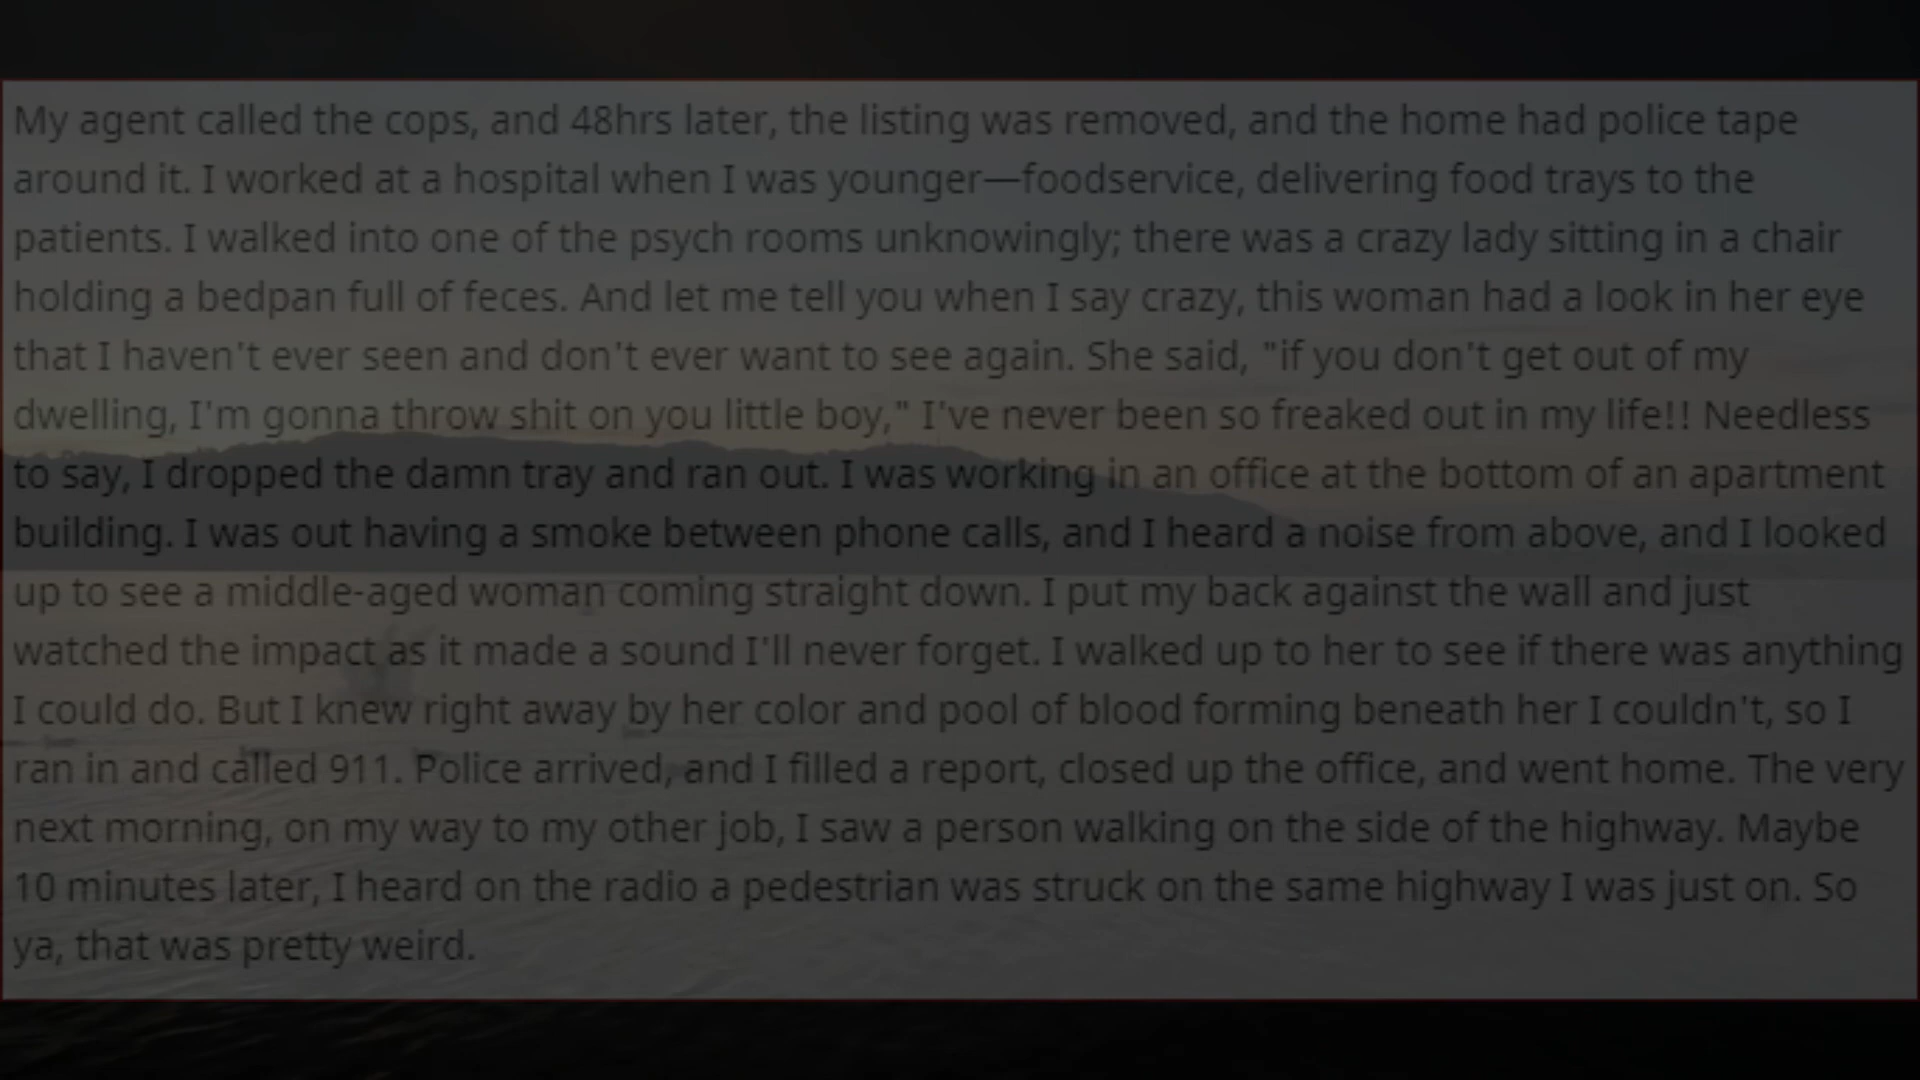 My agent called the cops, and 48hrs later, the listing was removed, and the home had police tape
around it. I worked at a hospital when I was younger—foodservice, delivering food trays to the
patients. I walked into one of the psych rooms unknowingly; there was a crazy lady sitting in a chair
holding a bedpan full of feces. And let me tell you when I say crazy, this woman had a look in her eye
that I haven't ever seen and don't ever want to see again. She said, "if you don't get out of my
dwelling, I'm gonna throw shit on you little boy," I've never been so freaked out in my life!! Needless
to say, I dropped the damn tray and ran out. I was working in an office at the bottom of an apartment
building. I was out having a smoke between phone calls, and I heard a noise from above, and I looked
up to see a middle-aged woman coming straight down. I put my back against the wall and just
watched the impact as it made a sound I'll never forget. I walked up to her to see if there was anything
I could do. But I knew right away by her color and pool of blood forming beneath her I couldn't, so I
ran in and called 911. Police arrived, and I filled a report, closed up the office, and went home. The very
next morning, on my way to my other job, I saw a person walking on the side of the highway. Maybe
10 minutes later, I heard on the radio a pedestrian was struck on the same highway I was just on. So
ya, that was pretty weird.